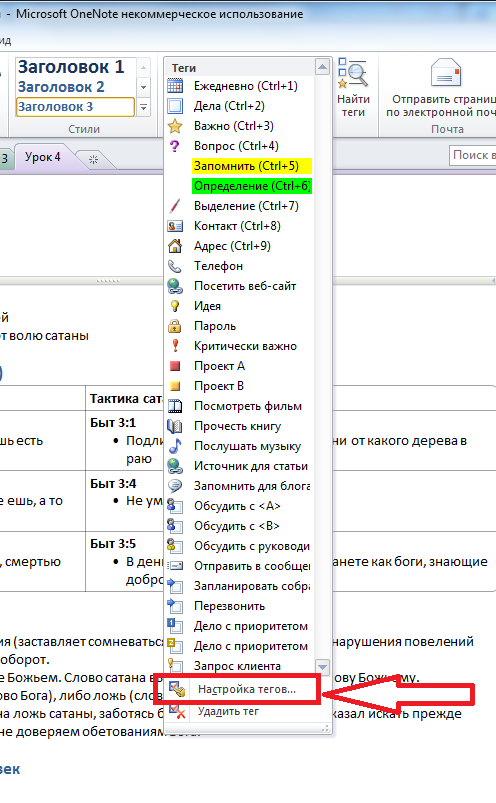 - Microsoft OneNote некоммерческое использование
ид
Заголовок 1
Заголовок 2
Заголовок 3
Стили
Теги
Ежедневно (Ctrl+1)
Дела (Ctrl+2)
Важно (Ctrl+3)
Вопрос (Ctrl+4)
Запомнить (Ctrl+5)
Определение (Ctrl+6)
Выделение (Ctrl+7)
Контакт (Ctrl+8)
Адрес (Ctrl+9)
Телефон
Посетить веб-сайт
Идея
Пароль
Критически важно
Проект A
Проект B
Посмотреть фильм
Прочесть книгу
Послушать музыку
Источник для статьи
Запомнить для блога
Обсудить с <A>
Обсудить с <B>
Обсудить с руководи
Отправить в сообщен
Запланировать собра
Перезвонить
Дело с приоритетом
Дело с приоритетом
Запрос клиента
Настройка тегов...
Удалить тег
Найти
теги
Отправить страниц
по электронной поч
Почта
3
Урок 4
Поиск в
ой
от волю сатаны
)
Тактика сат
Быт 3:1
шь есть
• Подли
ни от какого дерева в
раю
Быт 3:4
е ешь, а то
• Не ум
Быт 3:5
, смертью
• В ден
анете как боги, знающие
добро
ия (заставляет сомневаться
нарушения повелений
оборот.
е Божьем. Слово сатана вы
ову Божьему.
ово Бога), либо ложь (слов
на ложь сатаны, заботясь б
казал искать прежде
не доверяем обетованиям Бога.
век